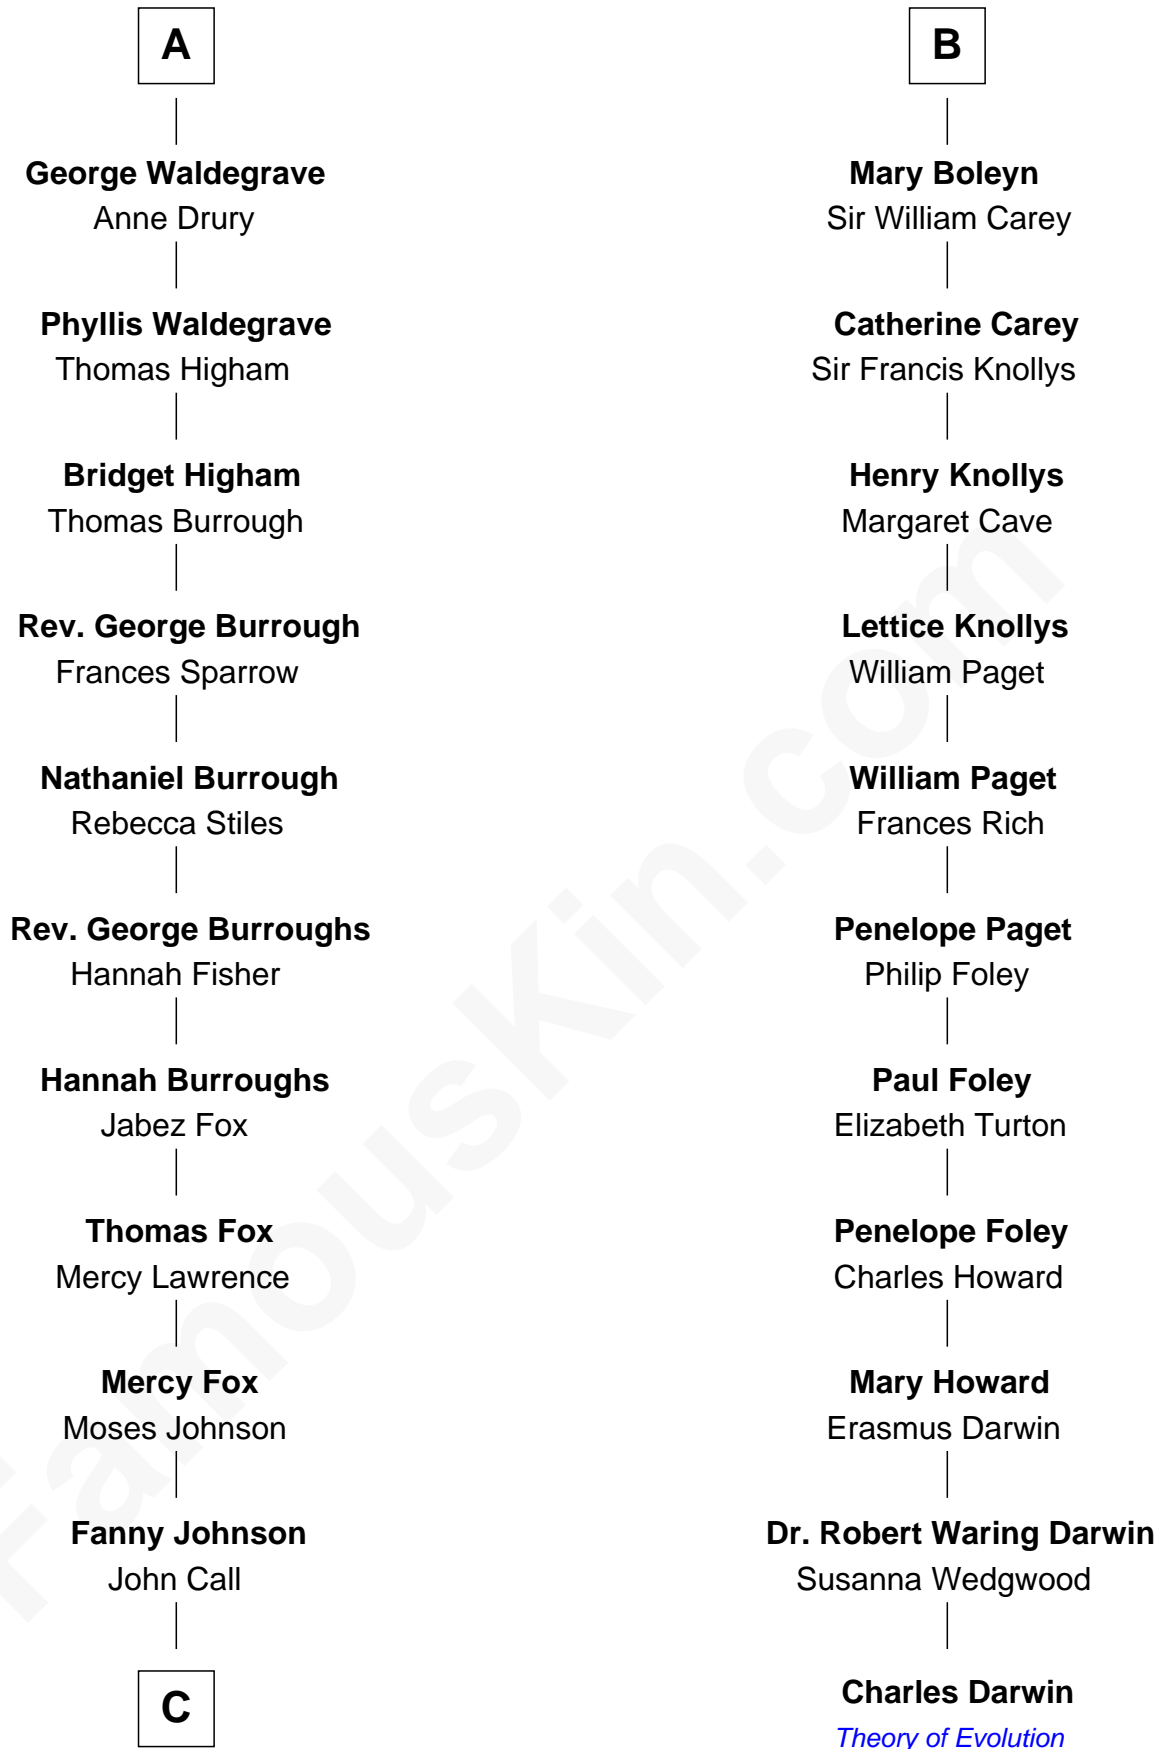 A
George Waldegrave
Anne Drury
Phyllis Waldegrave
Thomas Higham
Bridget Higham
Thomas Burrough
Rev. George Burrough
Frances Sparrow
Nathaniel Burrough
Rebecca Stiles
Rev. George Burroughs
Hannah Fisher
Hannah Burroughs
Jabez Fox
Thomas Fox
Mercy Lawrence
Mercy Fox
Moses Johnson
Fanny Johnson
John Call
C
B
Mary Boleyn
Sir William Carey
Catherine Carey
Sir Francis Knollys
Henry Knollys
Margaret Cave
Lettice Knollys
William Paget
William Paget
Frances Rich
Penelope Paget
Philip Foley
Paul Foley
Elizabeth Turton
Penelope Foley
Charles Howard
Mary Howard
Erasmus Darwin
Dr. Robert Waring Darwin
Susanna Wedgwood
Charles Darwin
Theory of Evolution
FamousKin.com